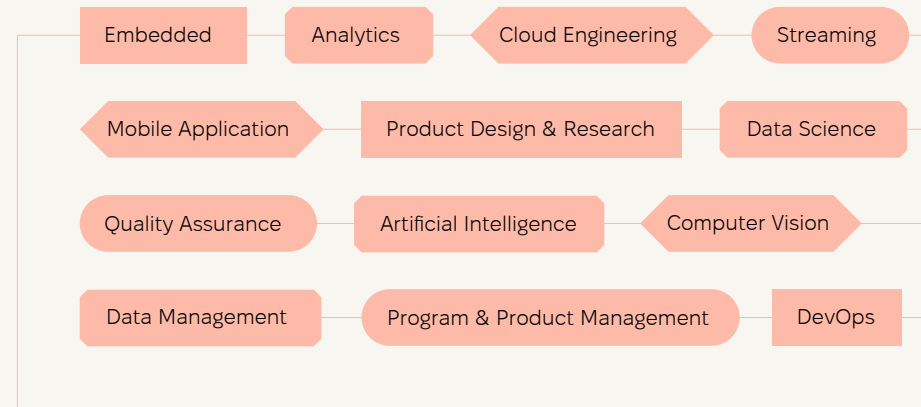 Embedded
Analytics
Cloud Engineering
Streaming
Mobile Application
Product Design & Research
Data Science
Quality Assurance
Artificial Intelligence
Computer Vision
Data Management
Program & Product Management
DevOps